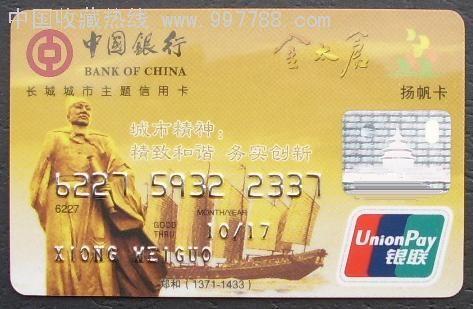 中国收藏热线 www.997788.com
中國銀行
BANK OF CHINA
金太仓
长城城市主题信用卡
扬帆卡
城市精神:
精致和谐 务实创新
6227 5932 2337
6227
MONTH/YEAR
GOOD THRU 10/17
XIONG WEIGUO
郑和 (1371-1433)
UnionPay
银联